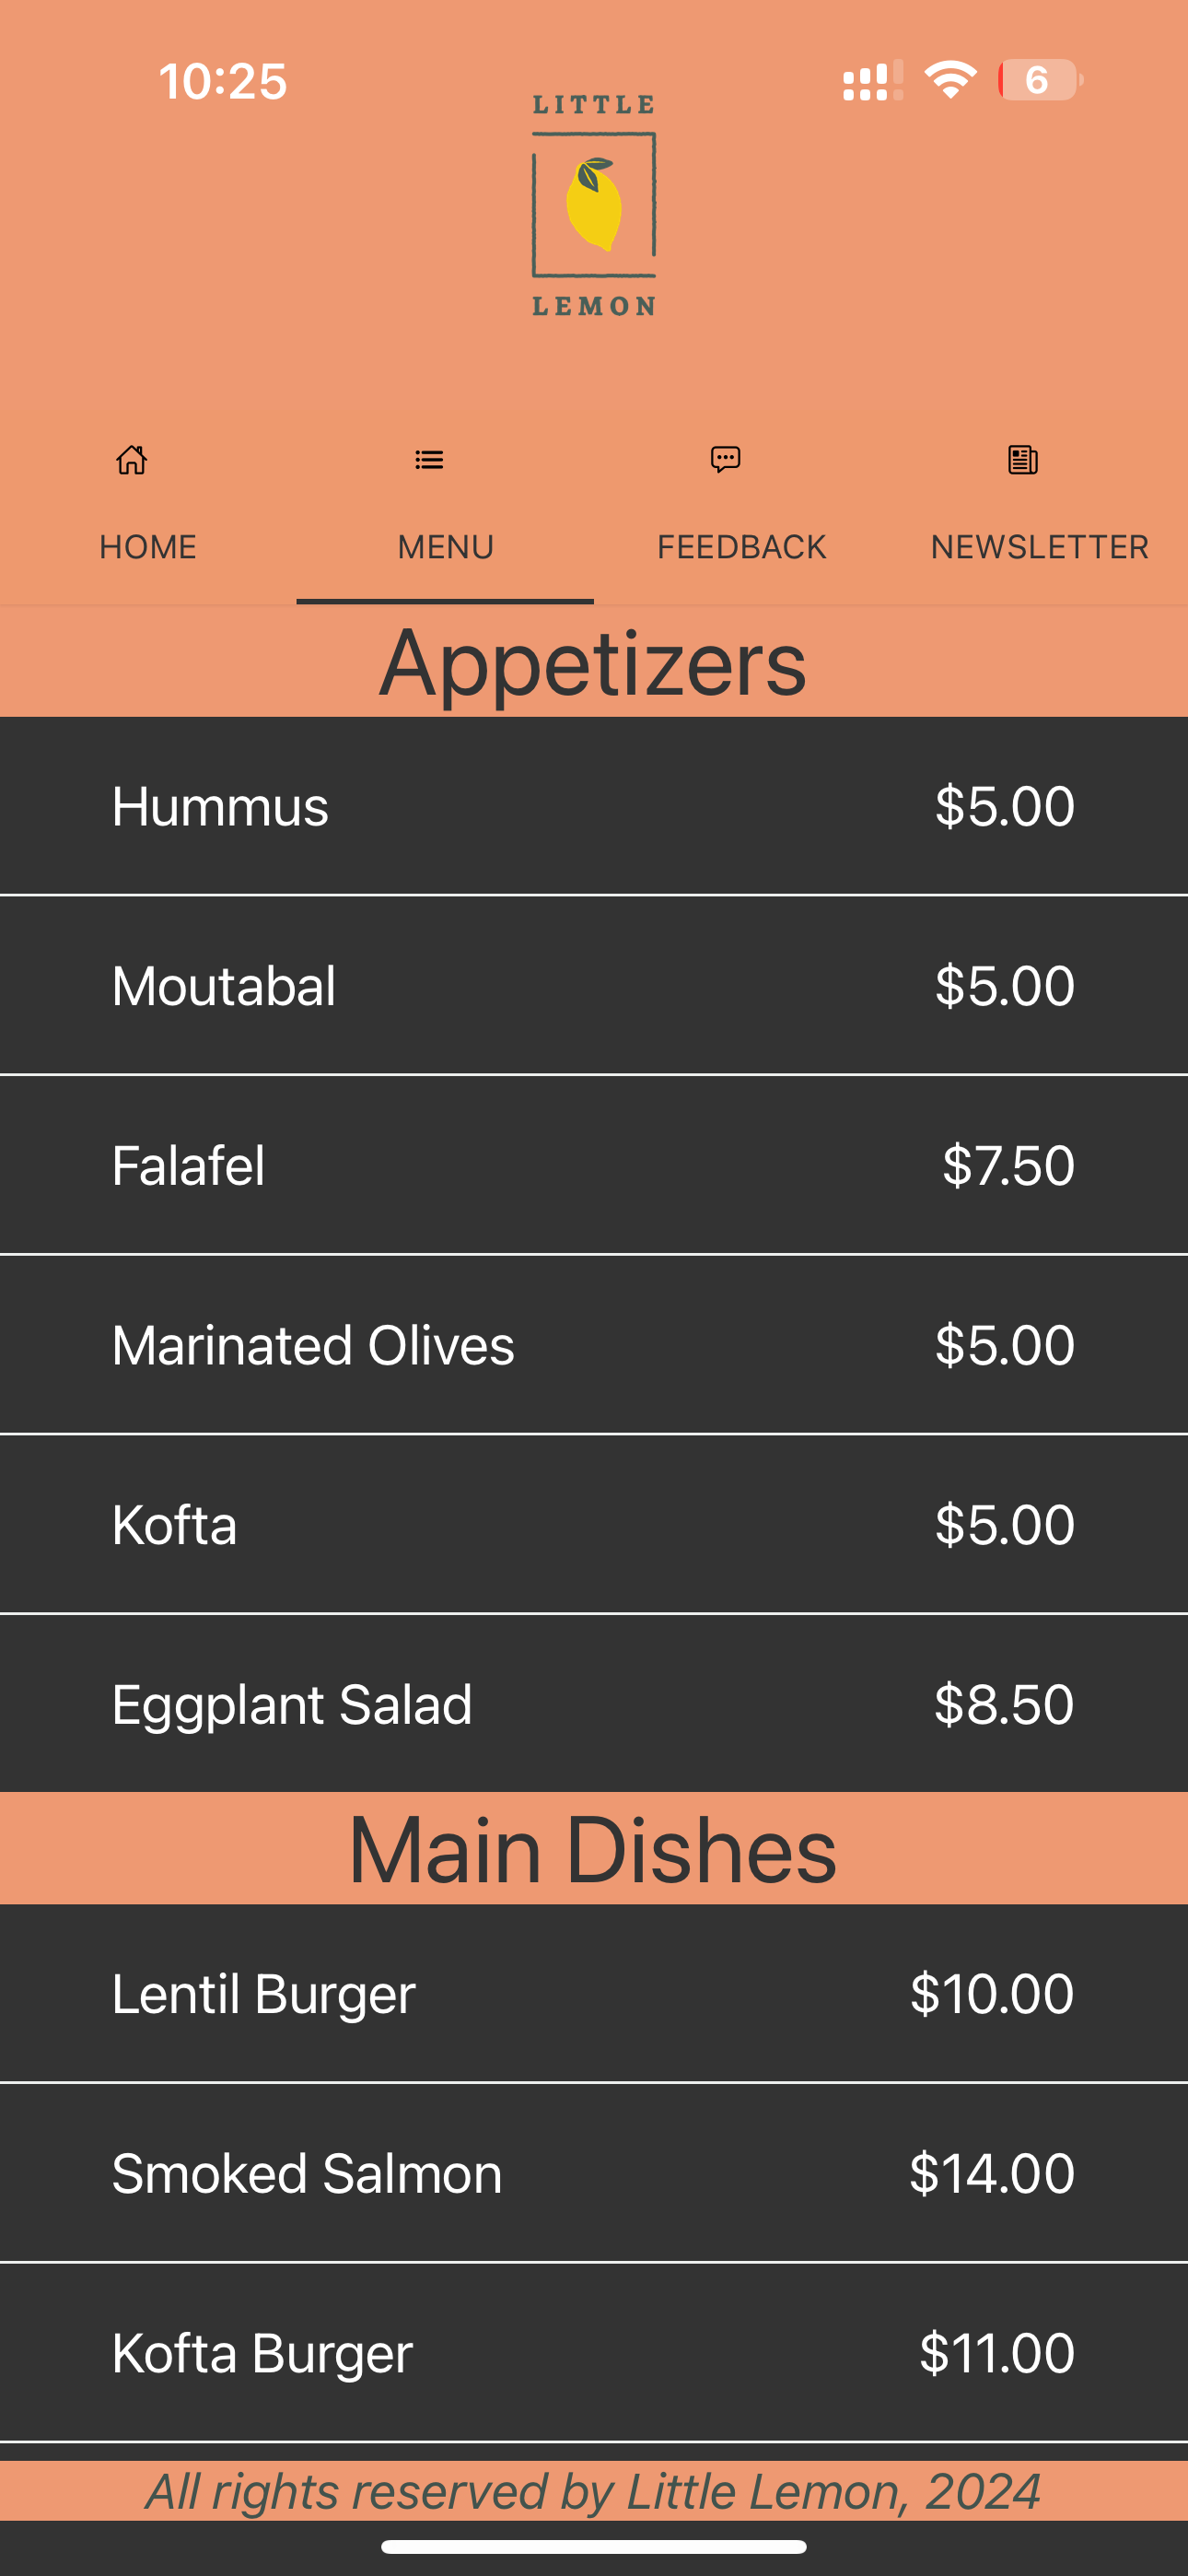 10:25
6
LITTLE
LEMON
HOME MENU FEEDBACK NEWSLETTER
Appetizers
Hummus $5.00
Moutabal $5.00
Falafel $7.50
Marinated Olives $5.00
Kofta $5.00
Eggplant Salad $8.50
Main Dishes
Lentil Burger $10.00
Smoked Salmon $14.00
Kofta Burger $11.00
All rights reserved by Little Lemon, 2024